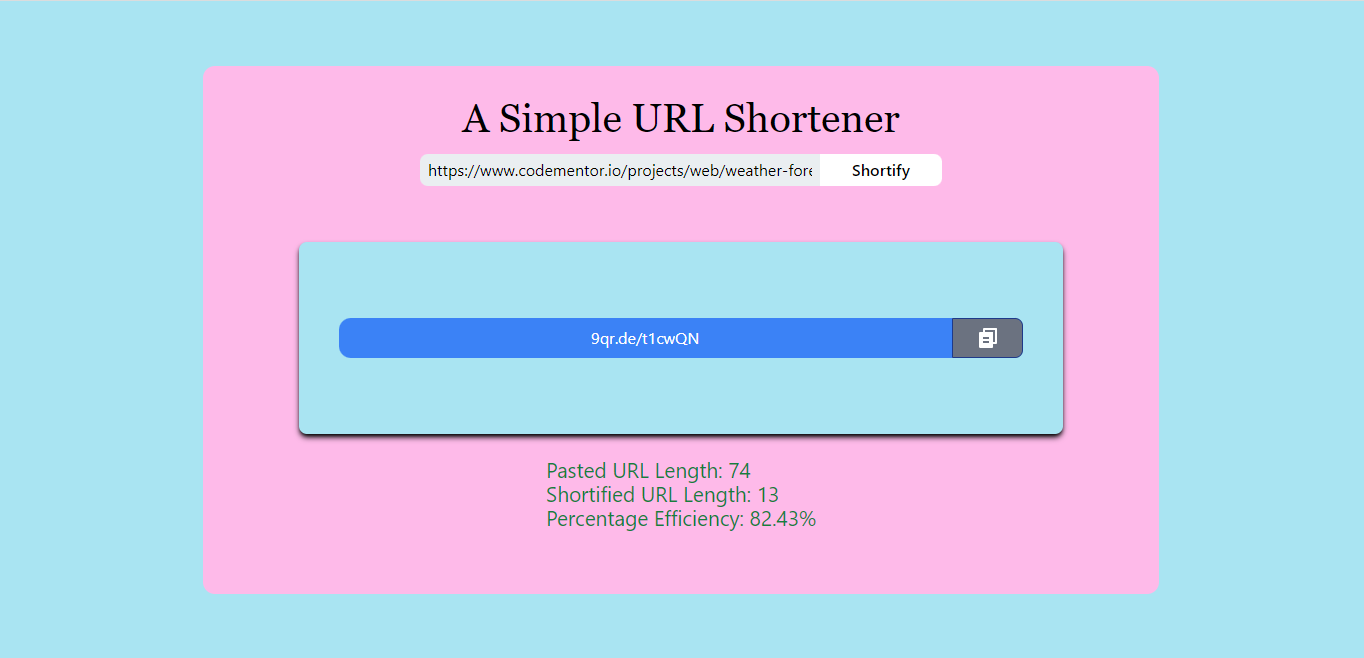 A Simple URL Shortener
https://www.codementor.io/projects/web/weather-fore
Shortify
9qr.de/t1cwQN
Pasted URL Length: 74
Shortified URL Length: 13
Percentage Efficiency: 82.43%